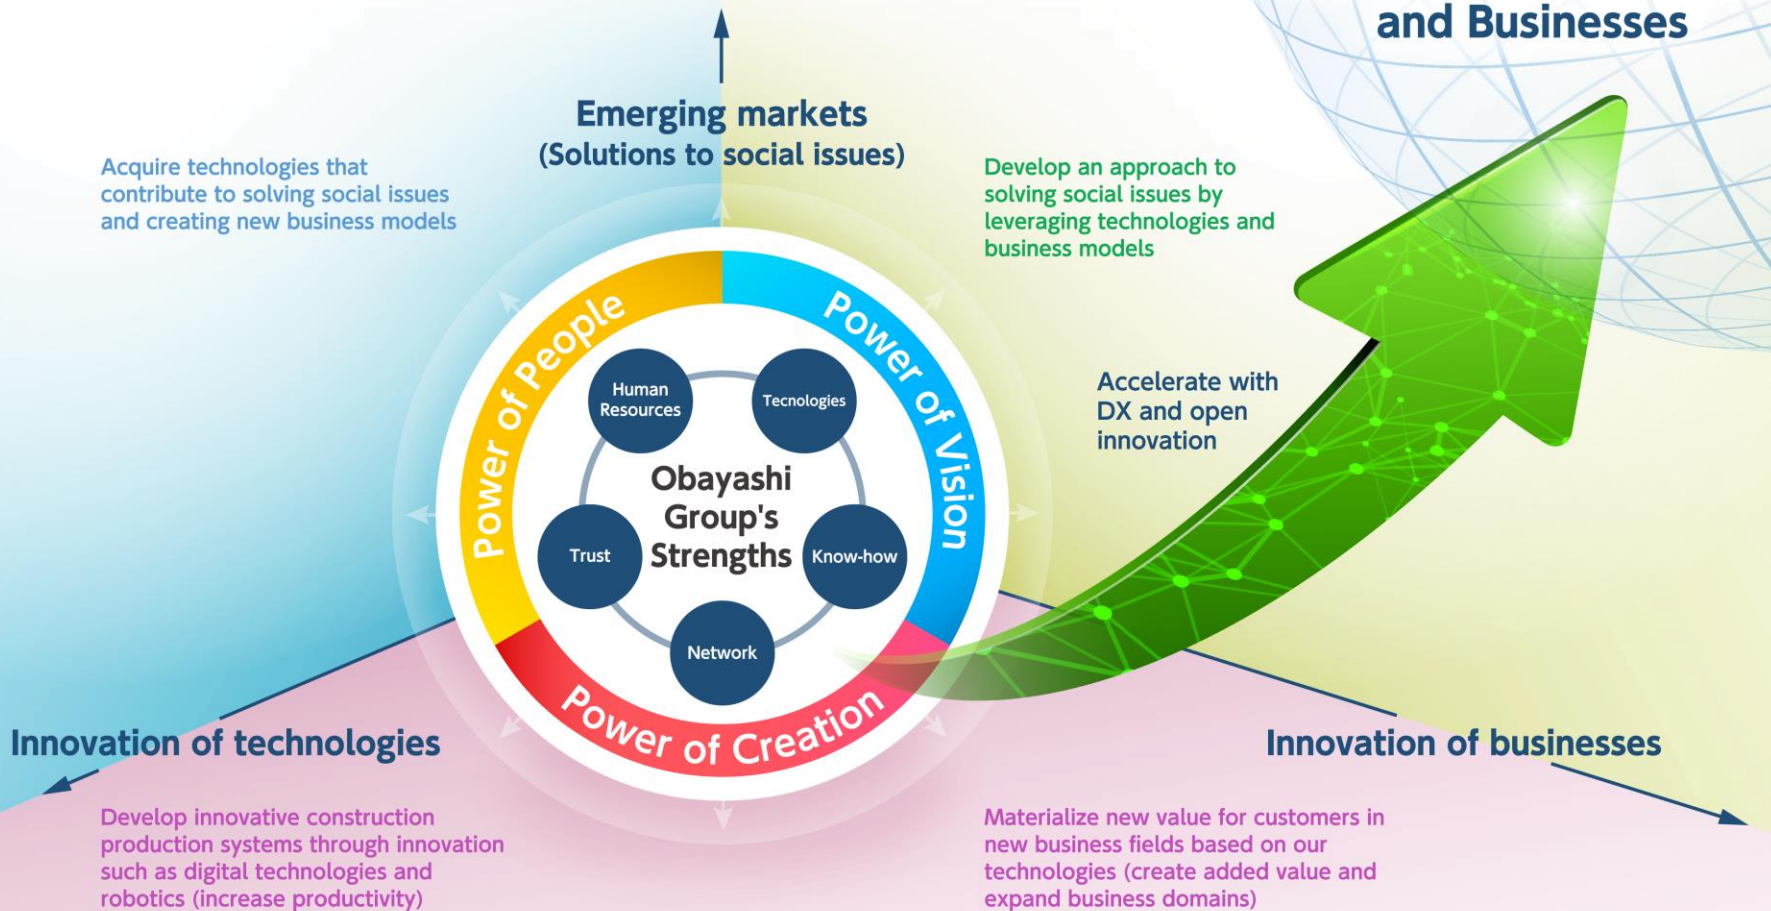 and Businesses
Emerging markets
(Solutions to social issues)
Acquire technologies that
contribute to solving social issues
and creating new business models
Develop an approach to
solving social issues by
leveraging technologies and
business models
Power of People
Power of Vision
Human
Resources
Tecnologies
Accelerate with
DX and open
innovation
Obayashi
Group's
Strengths
Trust
Know-how
Network
Power of Creation
Innovation of technologies
Innovation of businesses
Develop innovative construction
production systems through innovation
such as digital technologies and
robotics (increase productivity)
Materialize new value for customers in
new business fields based on our
technologies (create added value and
expand business domains)